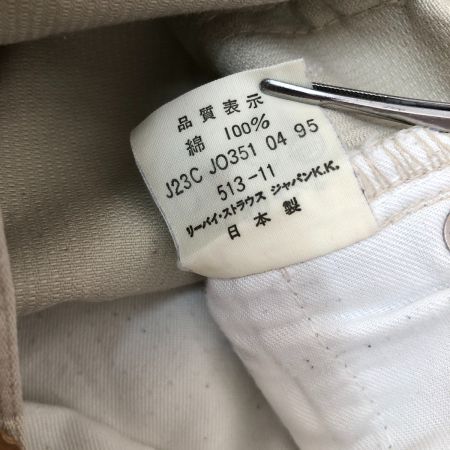 品質表示
綿 100%
J23C J0351 04 95
513-11
リーバイ・ストラウス ジャパンK.K.
日本製